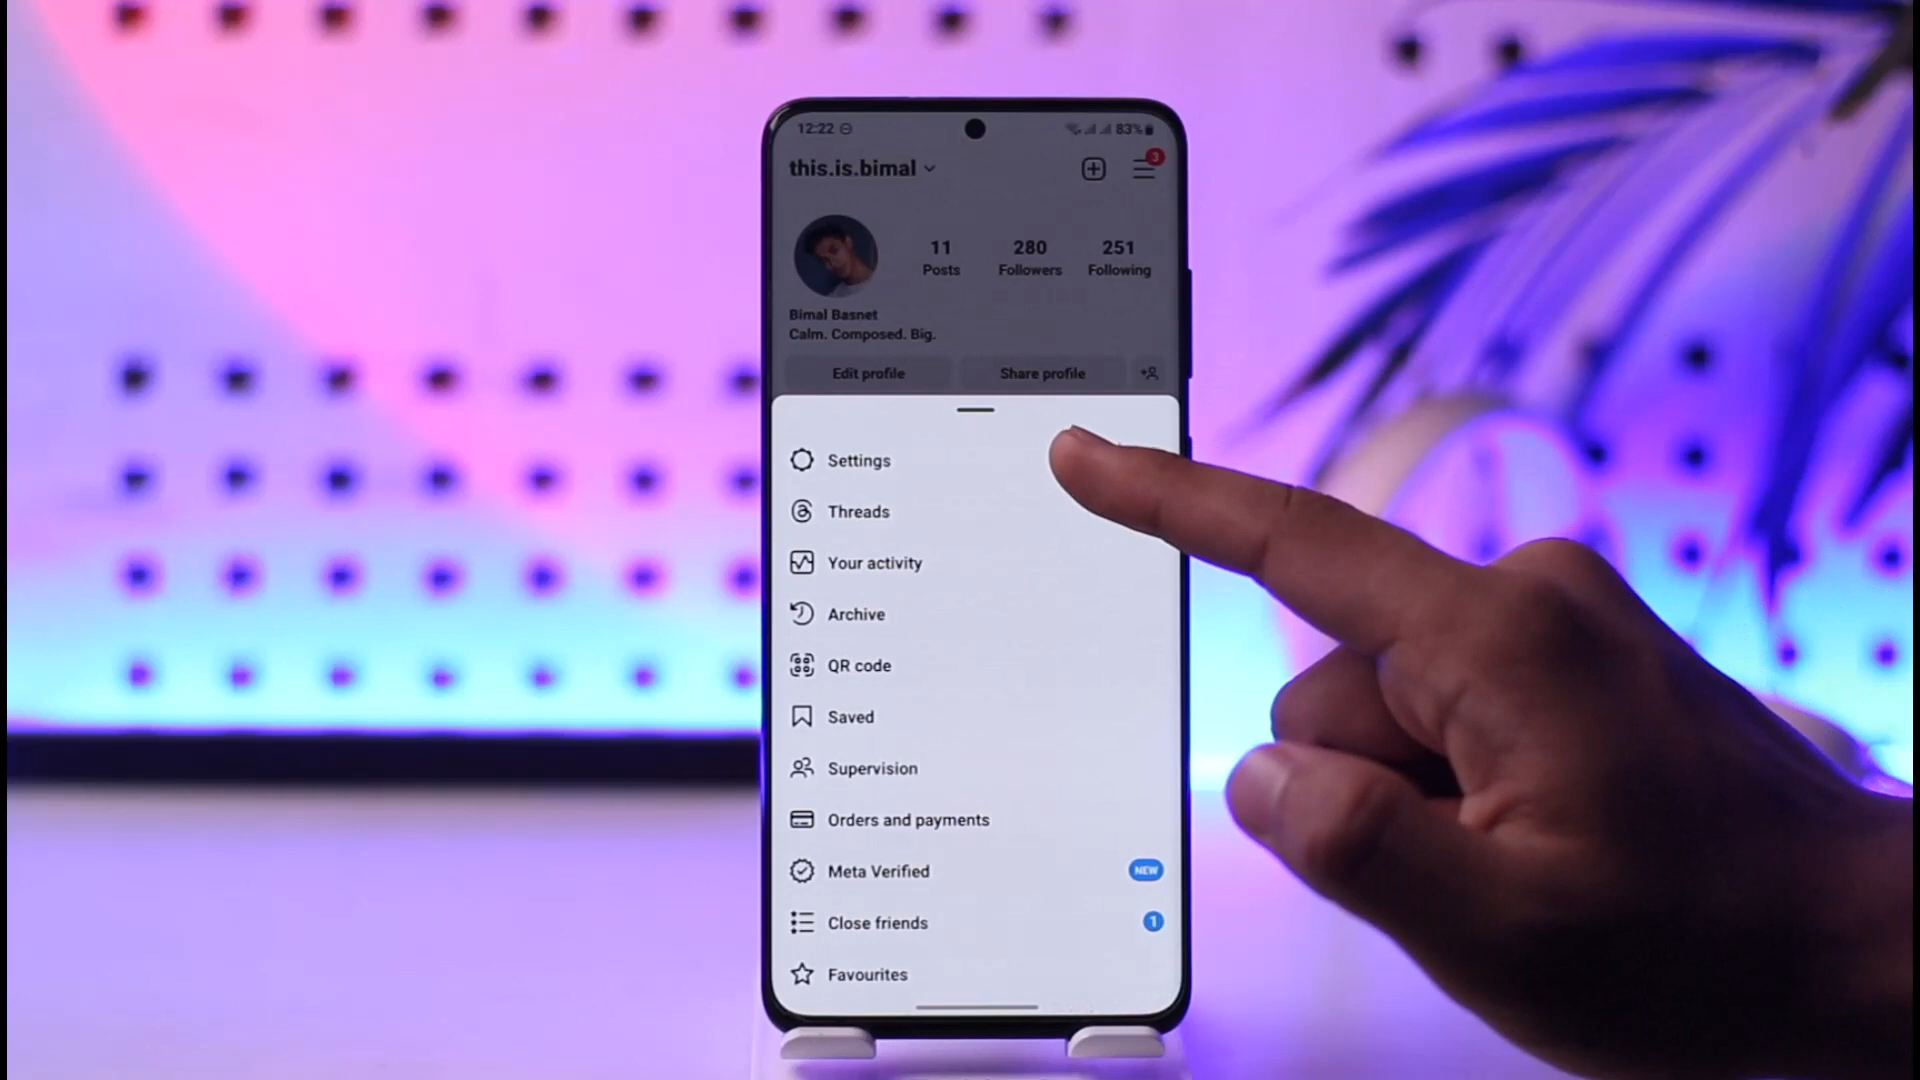 12:22 83%
this.is.bimal
3
11 280 251
Posts Followers Following
Bimal Basnet
Calm. Composed. Big.
Edit profile Share profile
Settings
Threads
Your activity
Archive
QR code
Saved
Supervision
Orders and payments
Meta Verified NEW
Close friends 1
Favourites